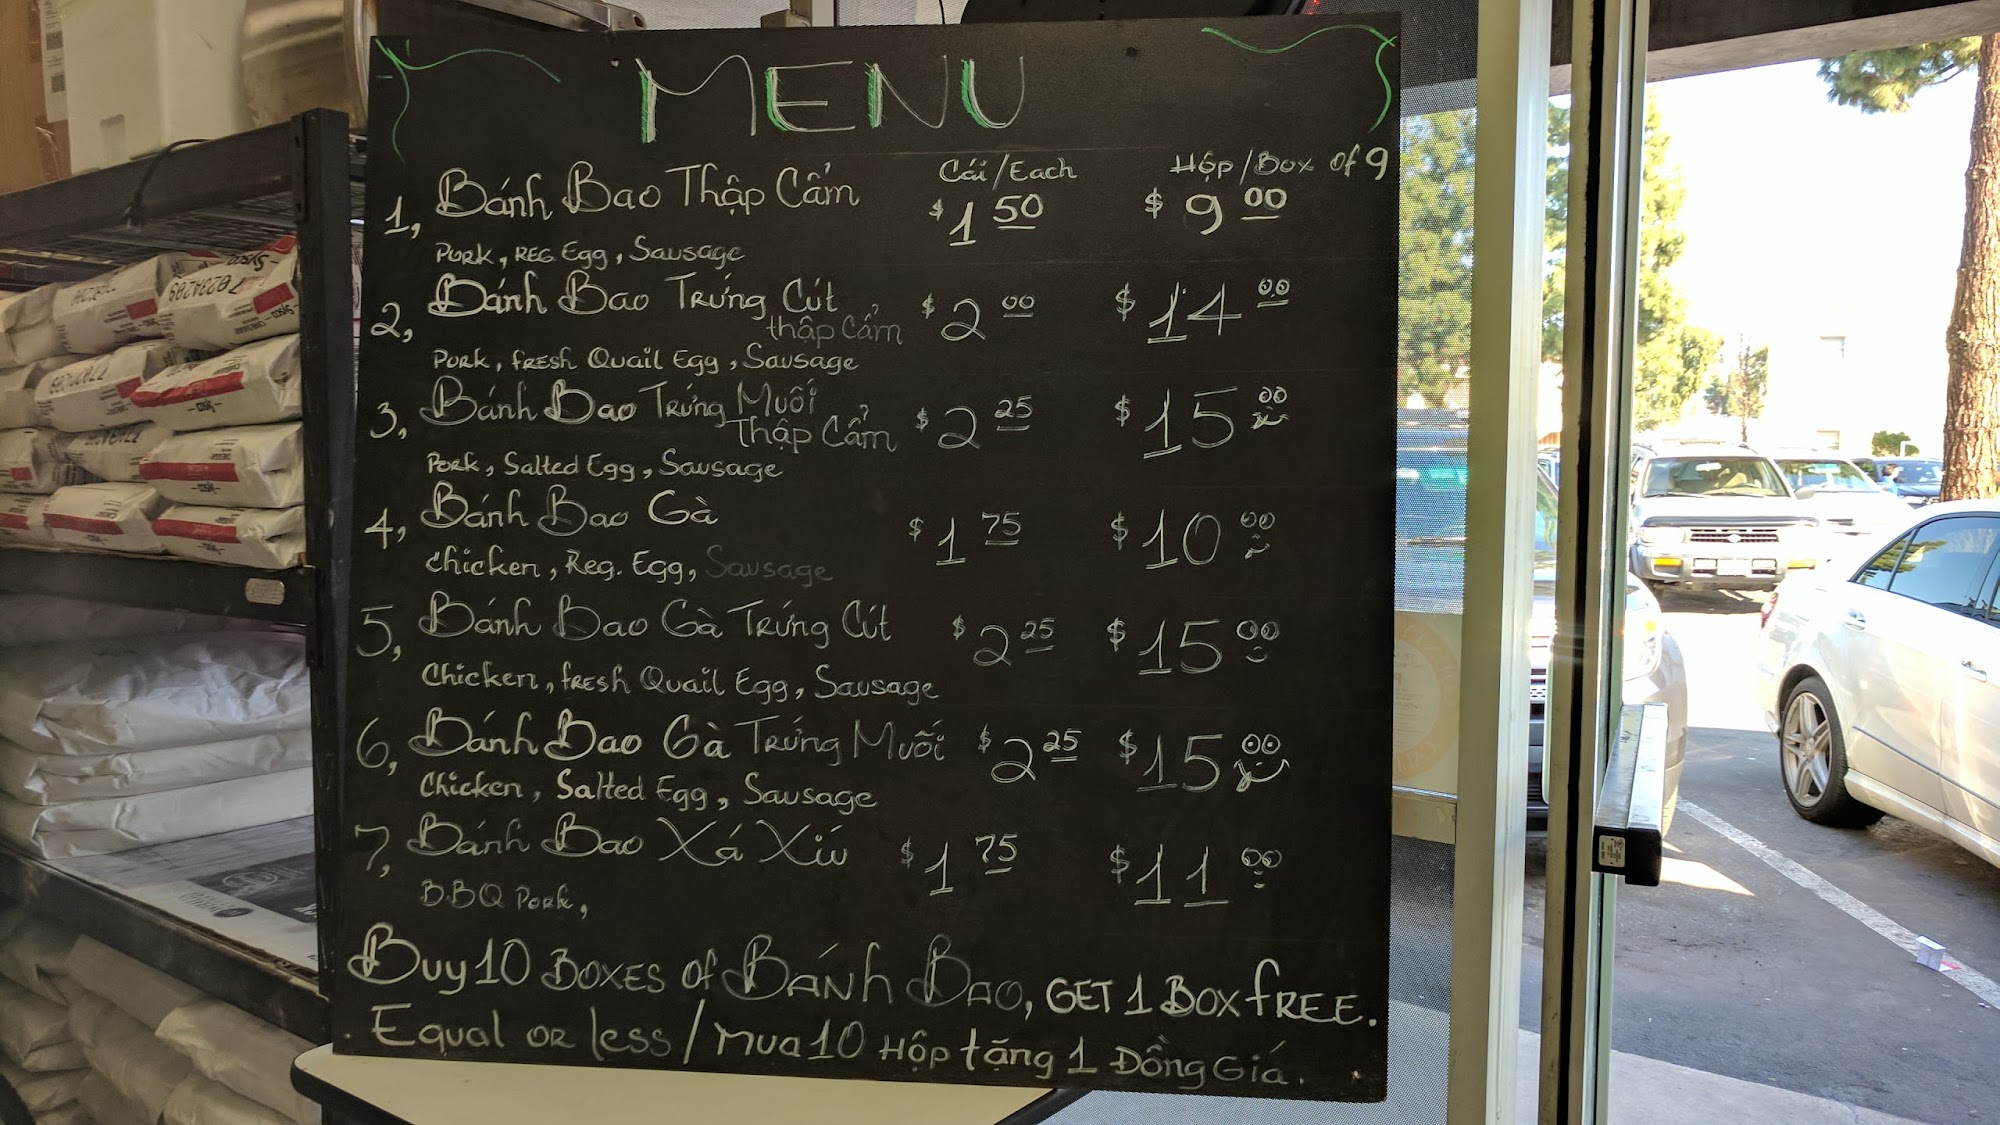 MENU
Cái/Each Hộp/Box of 9
1, Bánh Bao Thập Cẩm $1 50 $9 00
Pork, REG Egg, Sausage
2, Bánh Bao Trứng Cút $2 00 $14 00
thập Cẩm
Pork, fresh Quail Egg, Sausage
3, Bánh Bao Trứng Muối $2 25 $15 00
Thập Cẩm
Pork, Salted Egg, Sausage
4, Bánh Bao Gà $1 75 $10 00
chicken, Reg. Egg, Sausage
5, Bánh Bao Gà Trứng Cút $2 25 $15 00
Chicken, fresh Quail Egg, Sausage
6, Bánh Bao Gà Trứng Muối $2 25 $15 00
Chicken, Salted Egg, Sausage
7, Bánh Bao Xá Xíu $1 75 $11 00
B.B.Q Pork,
Buy 10 BOXES of BÁNh BAO, GET 1 BOX fREE.
Equal OR less / Mua 10 Hộp tặng 1 Đồng Giá.
Sysco
7028A209